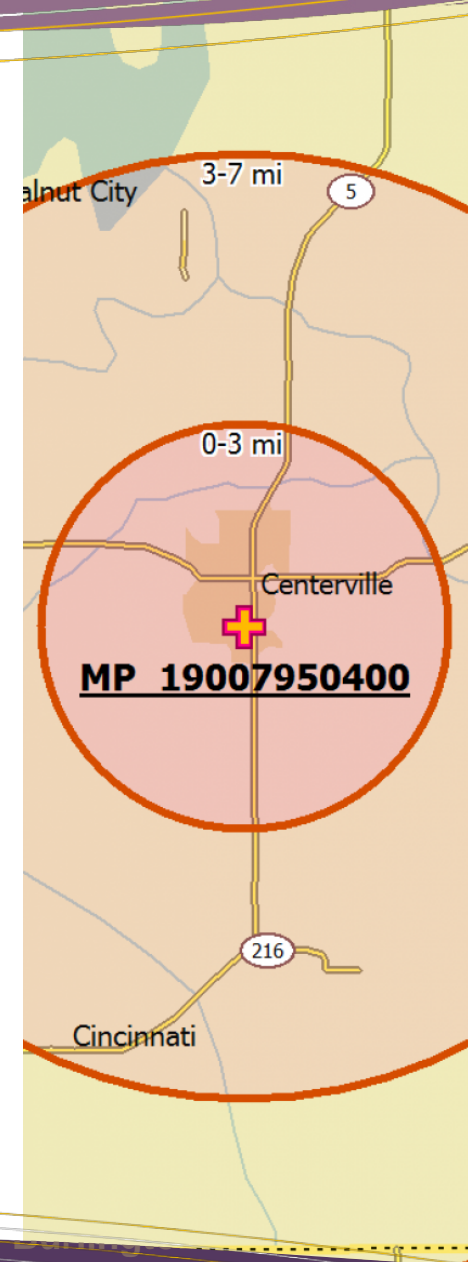 3-7 mi
5
alnut City
0-3 mi
Centerville
MP 19007950400
216
Cincinnati